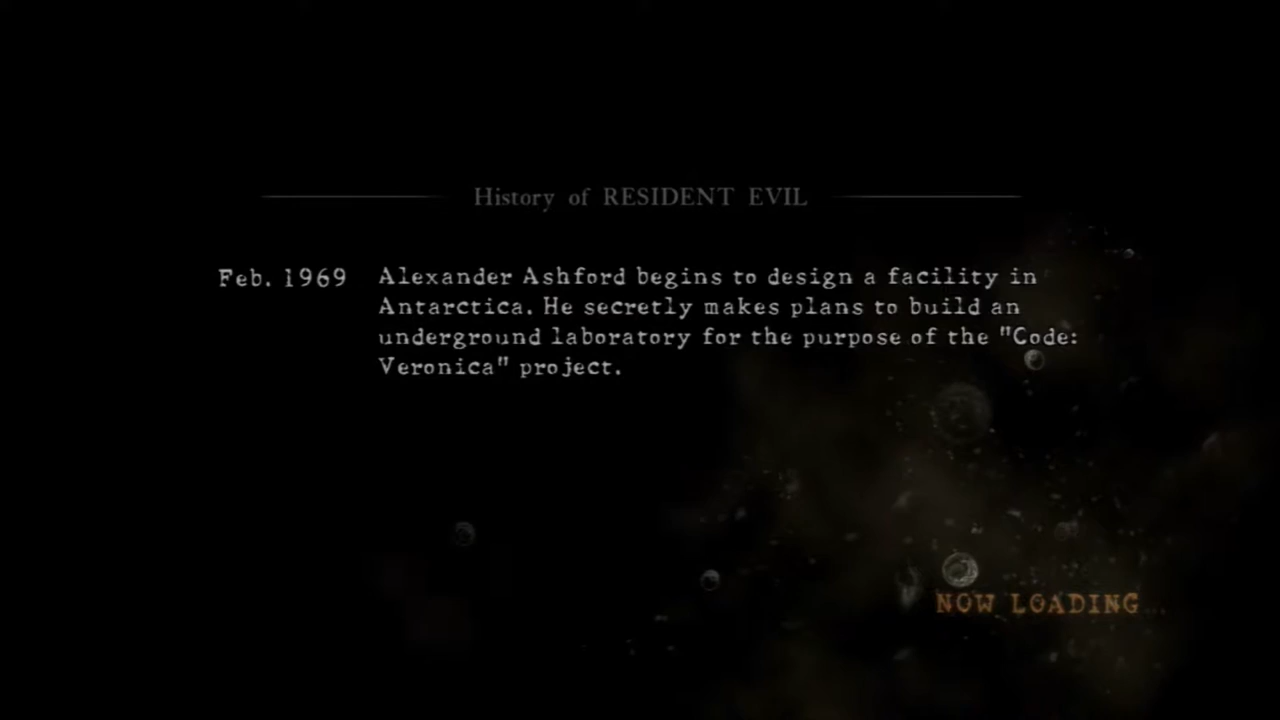 History of RESIDENT EVIL
Feb. 1969 Alexander Ashford begins to design a facility in
Antarctica. He secretly makes plans to build an
underground laboratory for the purpose of the "Code:
Veronica" project.
NOW LOADING...